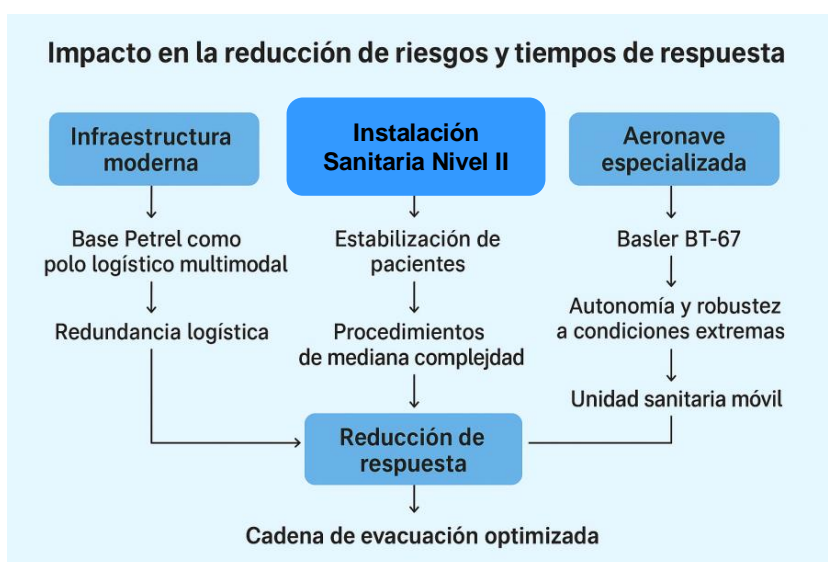 Impacto en la reducción de riesgos y tiempos de respuesta
Infraestructura
moderna
Base Petrel como
polo logístico multimodal
Redundancia logística
Instalación
Sanitaria Nivel II
Estabilización de
pacientes
Procedimientos
de mediana complejdad
Aeronave
especializada
Basler BT-67
Autonomía y robustez
a condiciones extremas
Unidad sanitaria móvil
Reducción de
respuesta
Cadena de evacuación optimizada